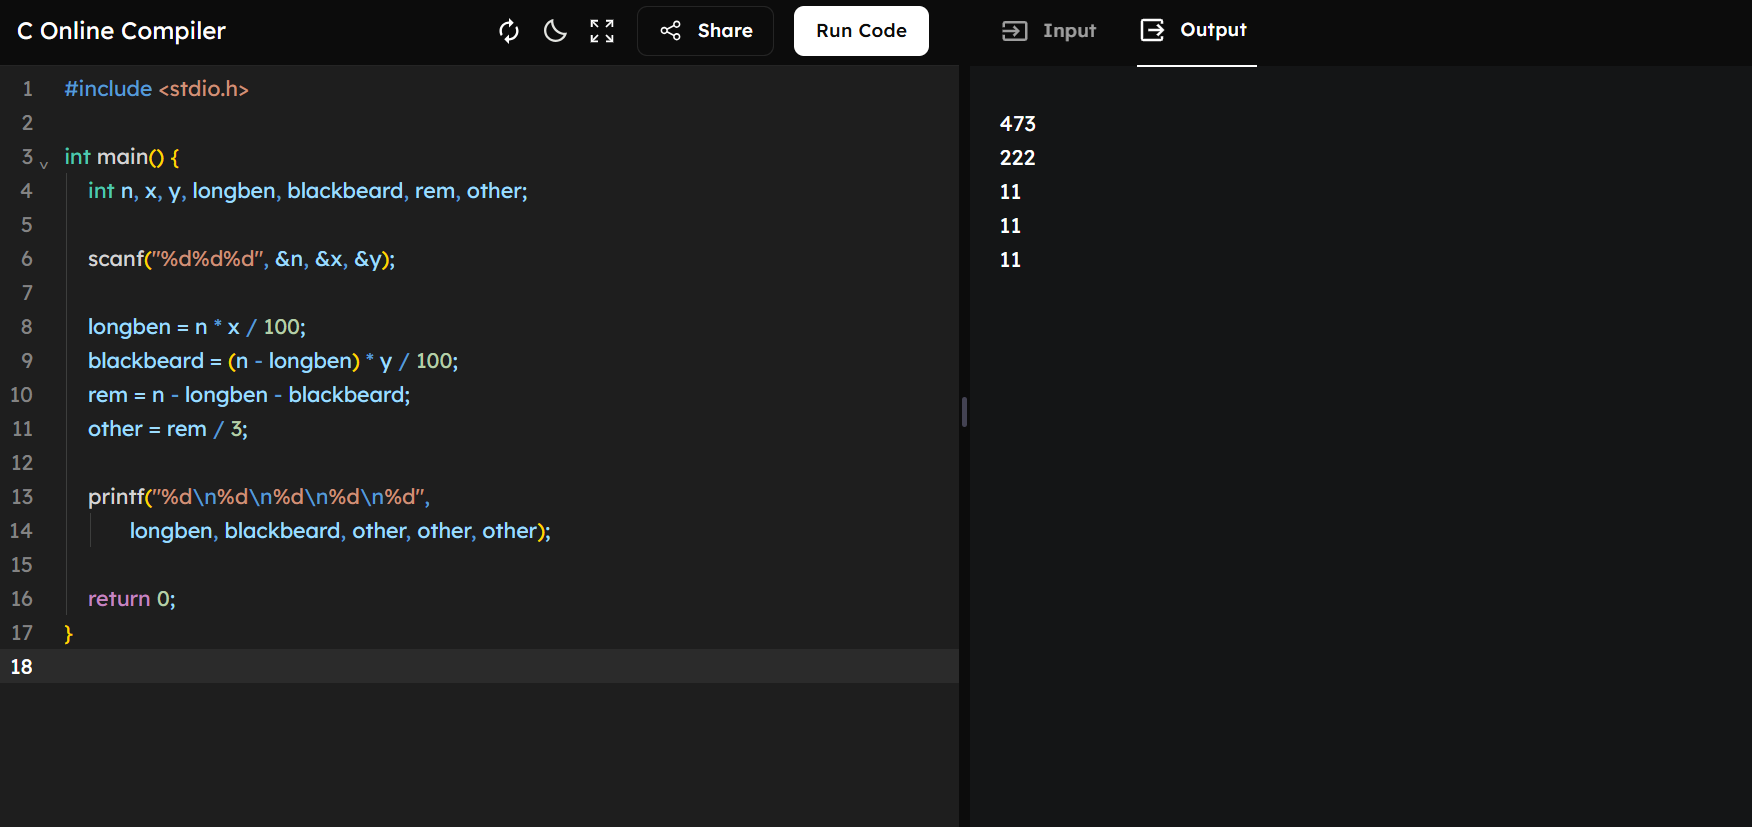 C Online Compiler
Share
Run Code
Input
Output
1 #include <stdio.h>
2
3 int main() {
4 int n, x, y, longben, blackbeard, rem, other;
5
6 scanf("%d%d%d", &n, &x, &y);
7
8 longben = n * x / 100;
9 blackbeard = (n - longben) * y / 100;
10 rem = n - longben - blackbeard;
11 other = rem / 3;
12
13 printf("%d\n%d\n%d\n%d\n%d",
14 longben, blackbeard, other, other, other);
15
16 return 0;
17 }
18
473
222
11
11
11